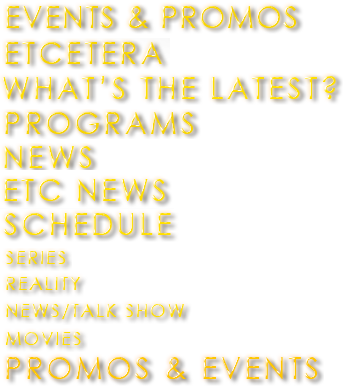 EVENTS & PROMOS
ETCETERA
WHAT'S THE LATEST?
PROGRAMS
NEWS
ETC NEWS
SCHEDULE
SERIES
REALITY
NEWS/TALK SHOW
MOVIES
PROMOS & EVENTS